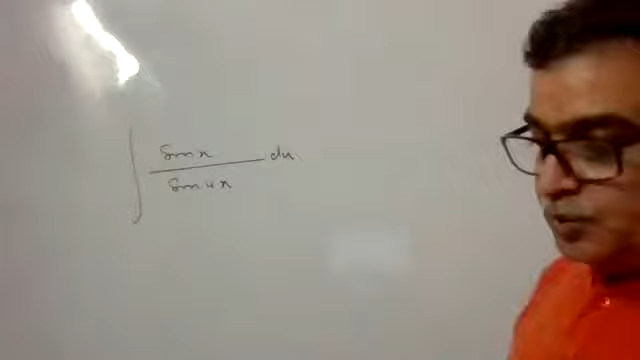 ∫ sin x / sin 4x dx